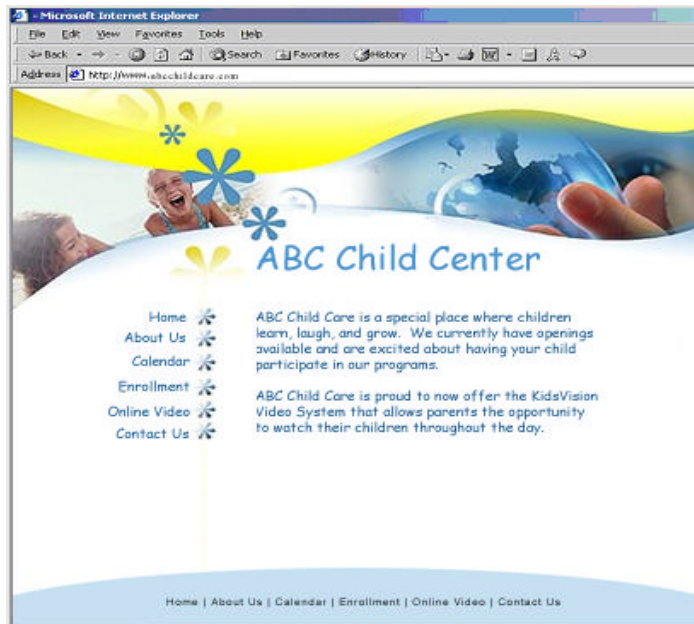 - Microsoft Internet Explorer
File Edit View Favorites Tools Help
Back Search Favorites History
Address http://www.abcchildcare.com
ABC Child Center
Home
About Us
Calendar
Enrollment
Online Video
Contact Us
ABC Child Care is a special place where children
learn, laugh, and grow. We currently have openings
available and are excited about having your child
participate in our programs.
ABC Child Care is proud to now offer the KidsVision
Video System that allows parents the opportunity
to watch their children throughout the day.
Home | About Us | Calendar | Enrollment | Online Video | Contact Us